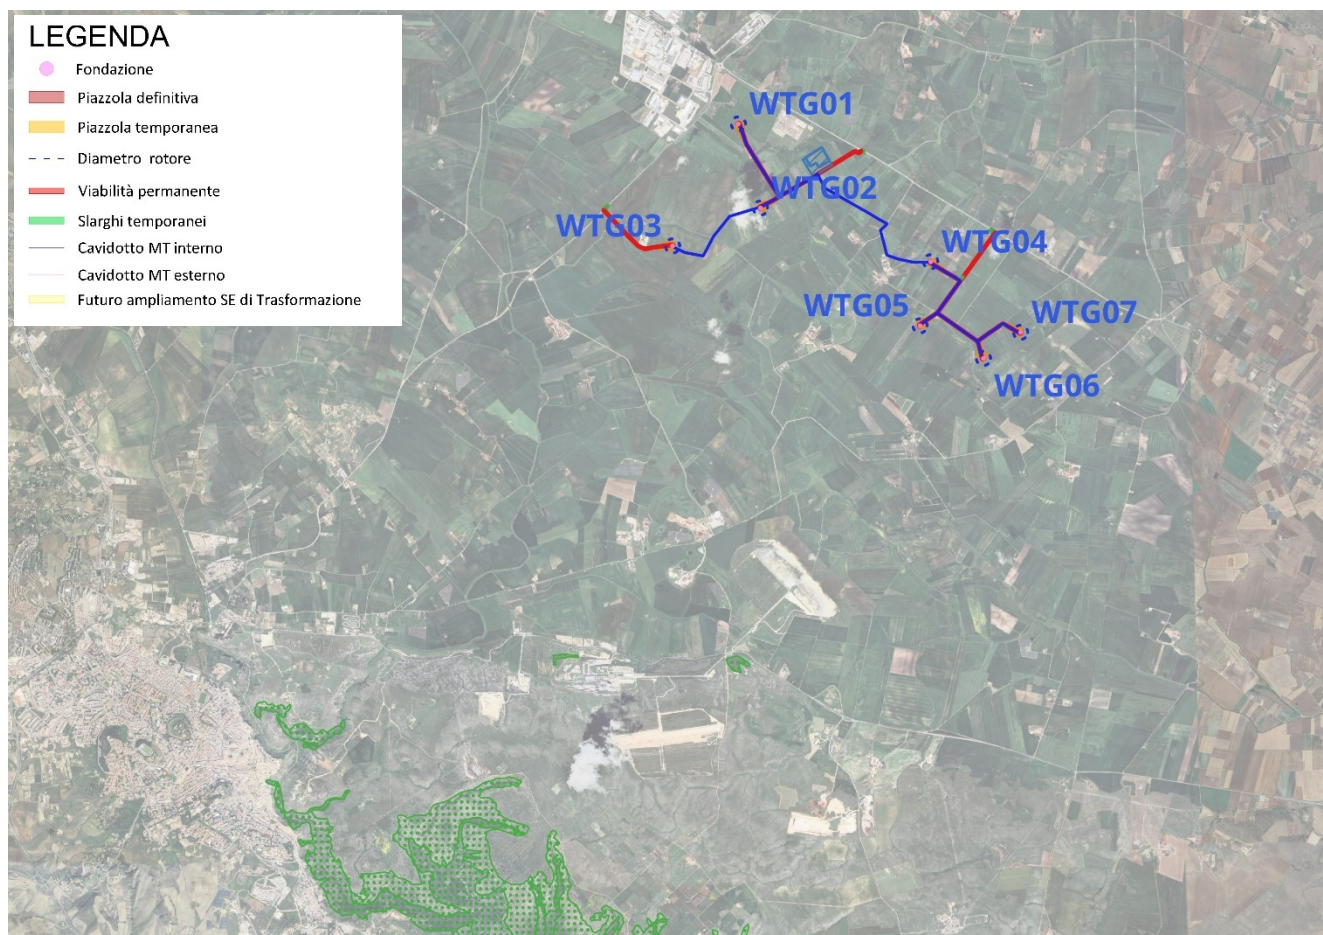 LEGENDA
Fondazione
Piazzola definitiva
Piazzola temporanea
Diametro rotore
Viabilità permanente
Slarghi temporanei
Cavidotto MT interno
Cavidotto MT esterno
Futuro ampliamento SE di Trasformazione
WTG01
WTG02
WTG03
WTG04
WTG05
WTG07
WTG06